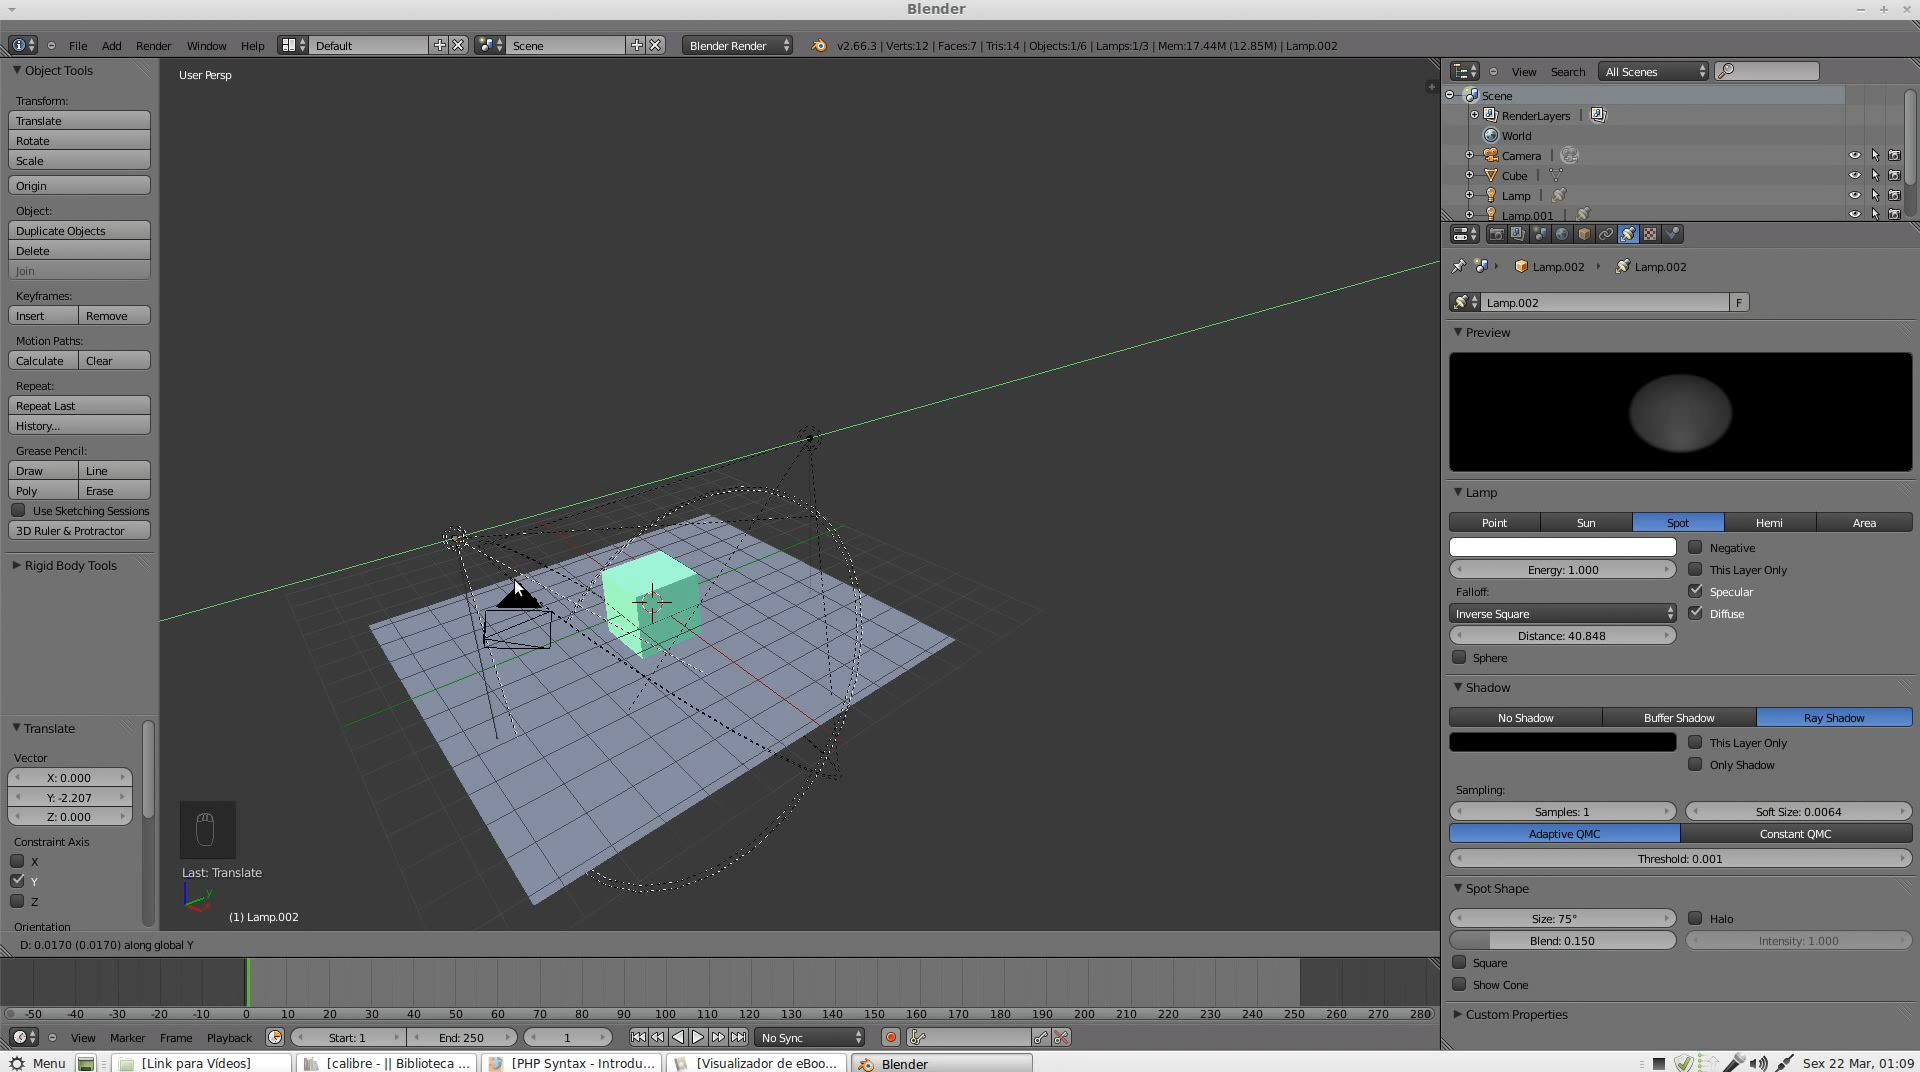 Blender
File Add Render Window Help Default Scene Blender Render v2.66.3 | Verts:12 | Faces:7 | Tris:14 | Objects:1/6 | Lamps:1/3 | Mem:17.44M (12.85M) | Lamp.002
Object Tools
Transform:
Translate
Rotate
Scale
Origin
Object:
Duplicate Objects
Delete
Join
Keyframes:
Insert Remove
Motion Paths:
Calculate Clear
Repeat:
Repeat Last
History...
Grease Pencil:
Draw Line
Poly Erase
Use Sketching Sessions
3D Ruler & Protractor
Rigid Body Tools
Translate
Vector
X: 0.000
Y: -2.207
Z: 0.000
Constraint Axis
X
Y
Z
Orientation
User Persp
Last: Translate
y
(1) Lamp.002
D: 0.0170 (0.0170) along global Y
View Search All Scenes
Scene
RenderLayers |
World
Camera |
Cube |
Lamp |
Lamp.001 |
Lamp.002 Lamp.002
Lamp.002 F
Preview
Lamp
Point Sun Spot Hemi Area
Negative
Energy: 1.000 This Layer Only
Falloff: Specular
Inverse Square Diffuse
Distance: 40.848
Sphere
Shadow
No Shadow Buffer Shadow Ray Shadow
This Layer Only
Only Shadow
Sampling:
Samples: 1 Soft Size: 0.0064
Adaptive QMC Constant QMC
Threshold: 0.001
Spot Shape
Size: 75° Halo
Blend: 0.150 Intensity: 1.000
Square
Show Cone
Custom Properties
-50 -40 -30 -20 -10 0 10 20 30 40 50 60 70 80 90 100 110 120 130 140 150 160 170 180 190 200 210 220 230 240 250 260 270 280
View Marker Frame Playback Start: 1 End: 250 1 No Sync
Menu [Link para Vídeos] [calibre - || Biblioteca ... [PHP Syntax - Introdu... [Visualizador de eBoo... Blender Sex 22 Mar, 01:09